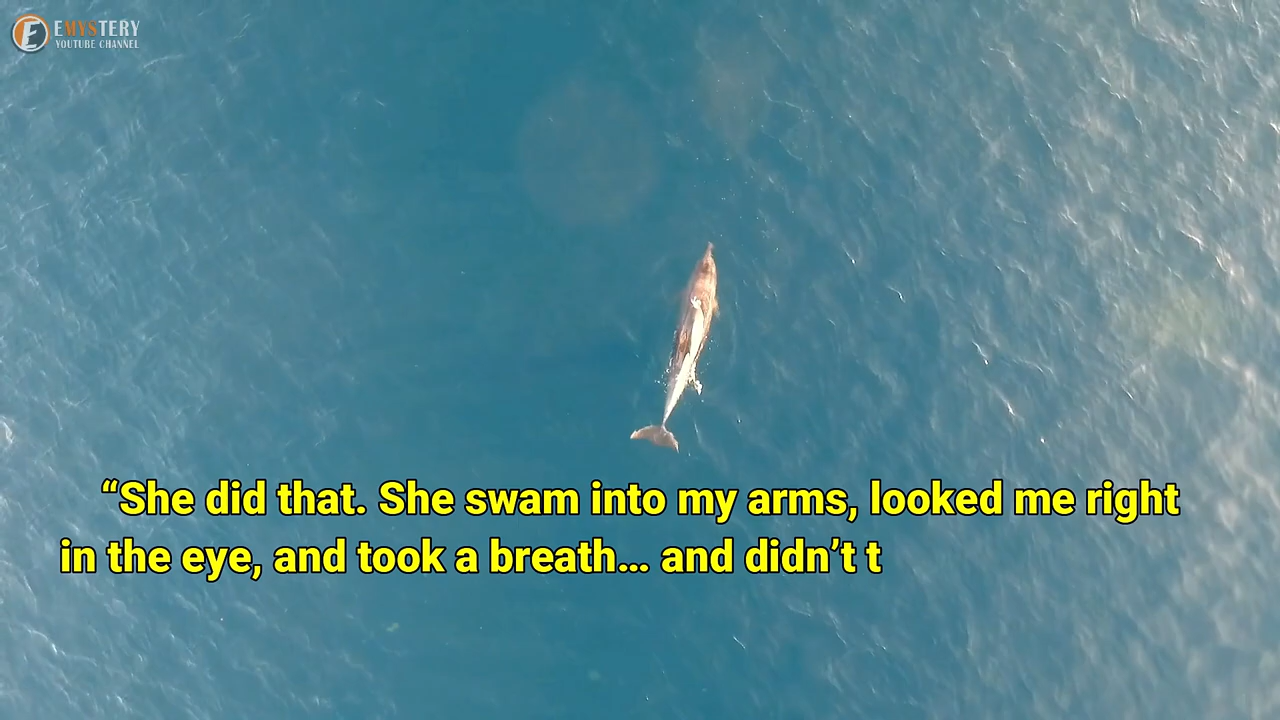 EMYSTERY
YOUTUBE CHANNEL
“She did that. She swam into my arms, looked me right
in the eye, and took a breath… and didn’t t